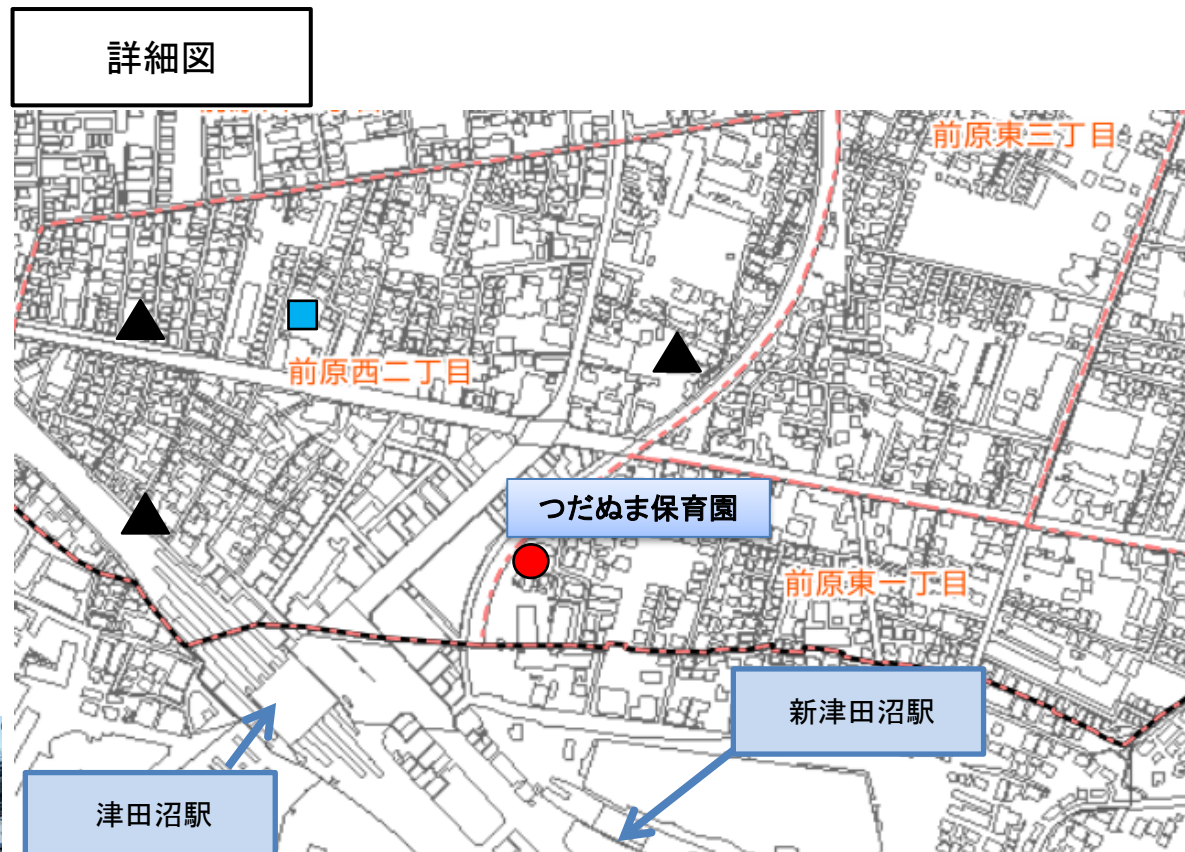 詳細図
前原東三丁目
前原西二丁目
つだぬま保育園
前原東一丁目
新津田沼駅
津田沼駅